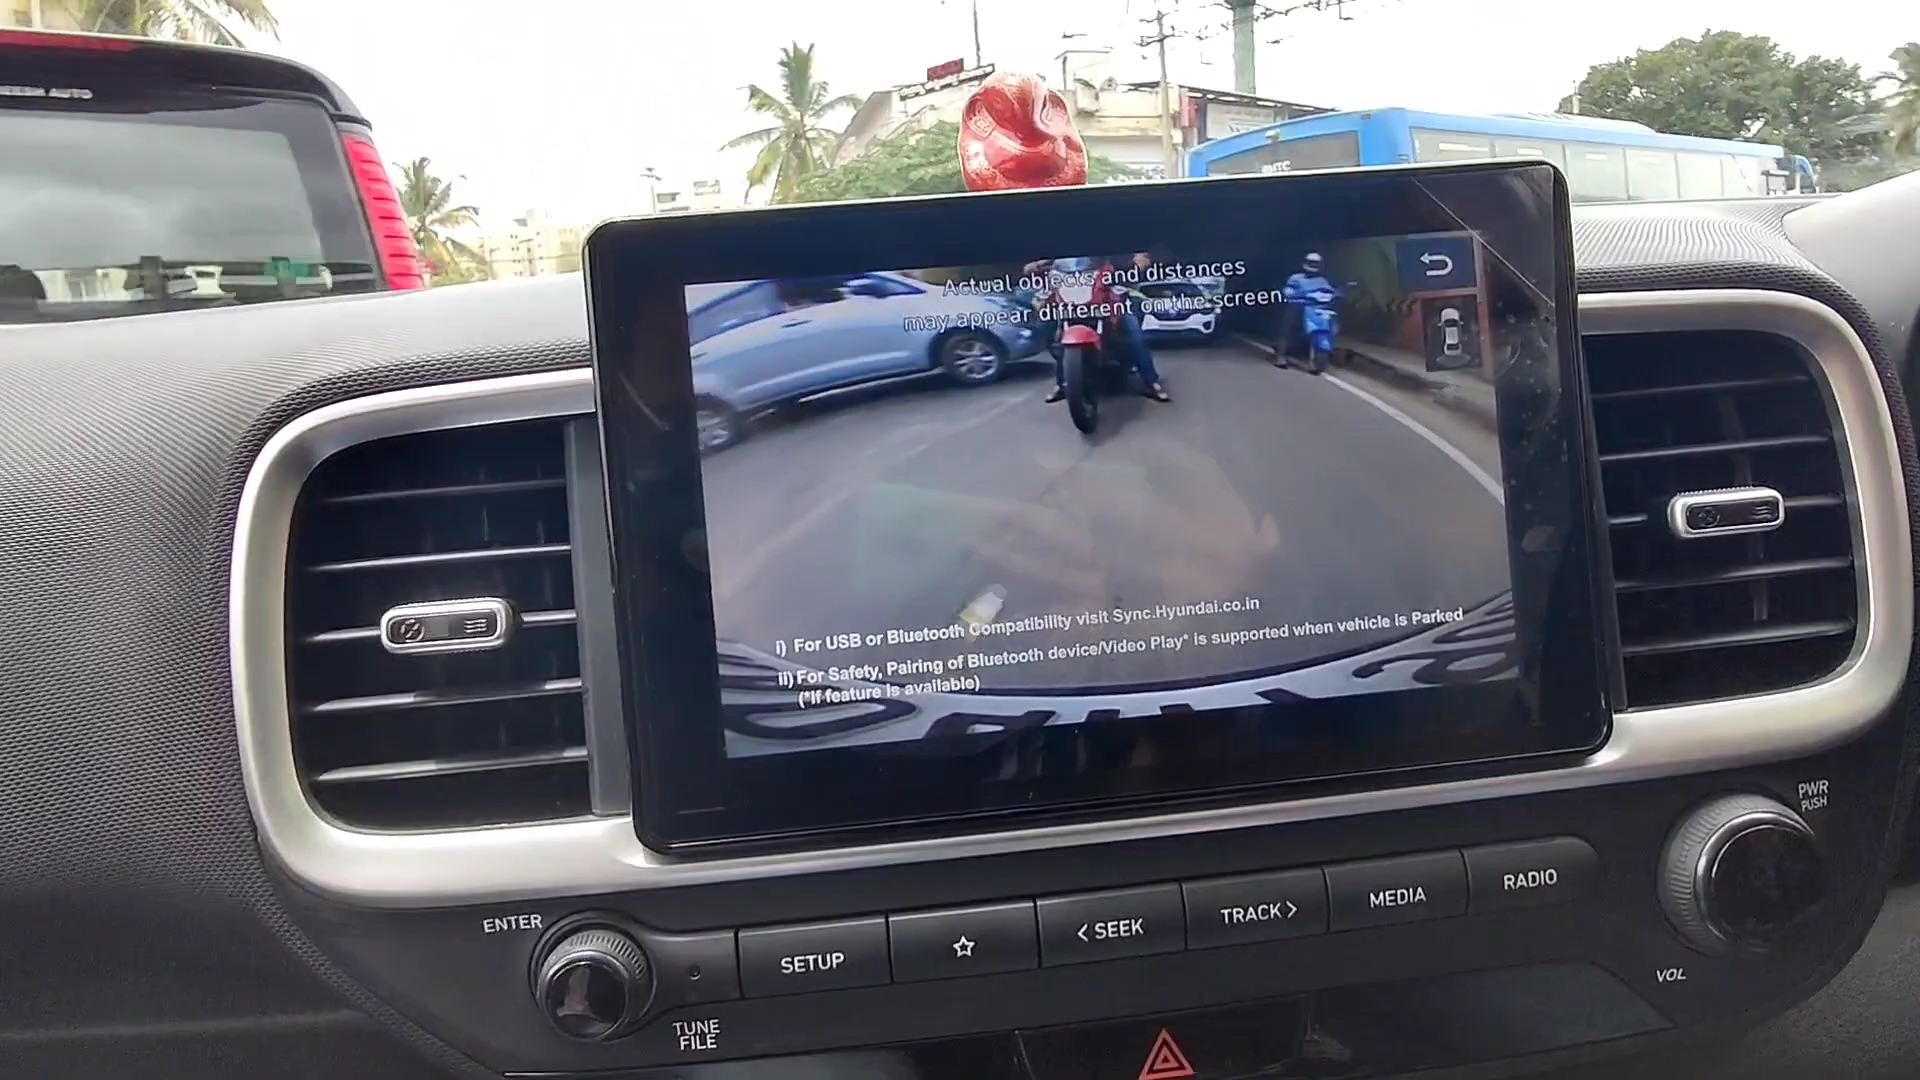 Actual objects and distances
may appear different on the screen.
i) For USB or Bluetooth Compatibility visit Sync.Hyundai.co.in
ii) For Safety, Pairing of Bluetooth device/Video Play* is supported when vehicle is Parked
(*If feature is available)
PWR
PUSH
ENTER
SETUP
< SEEK
TRACK >
MEDIA
RADIO
VOL
TUNE
FILE